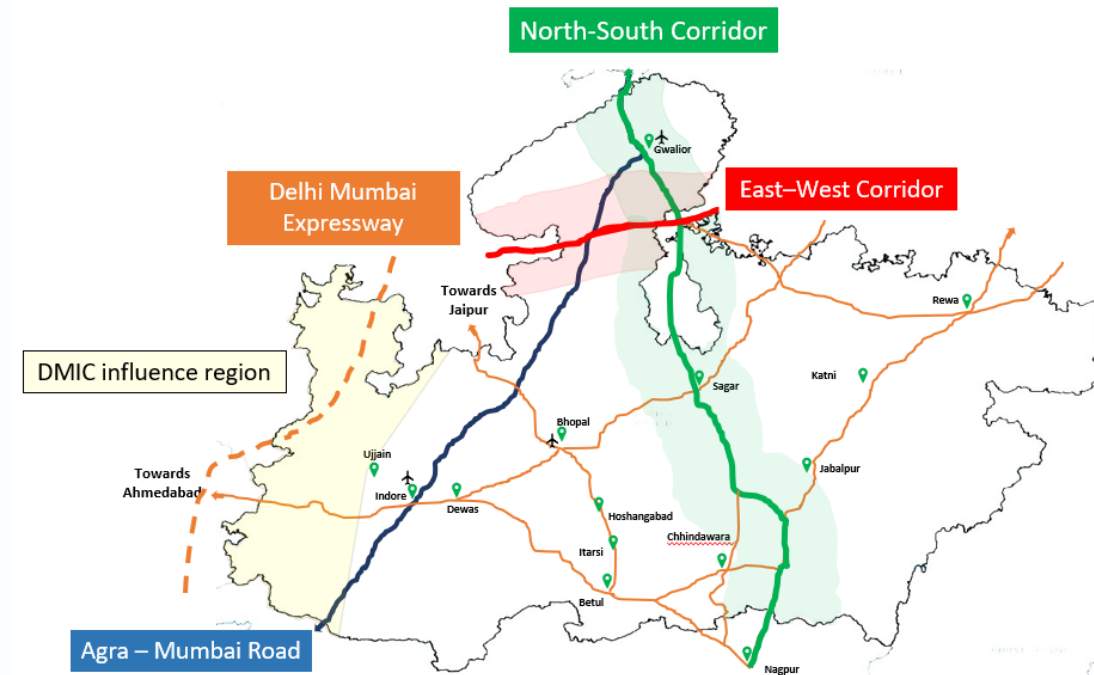 North-South Corridor
Gwalior
Delhi Mumbai
Expressway
East–West Corridor
Towards
Jaipur
Rewa
DMIC influence region
Katni
Sagar
Bhopal
Ujjain
Towards
Ahmedabad
Indore
Dewas
Jabalpur
Hoshangabad
Chhindawara
Itarsi
Betul
Agra – Mumbai Road
Nagpur